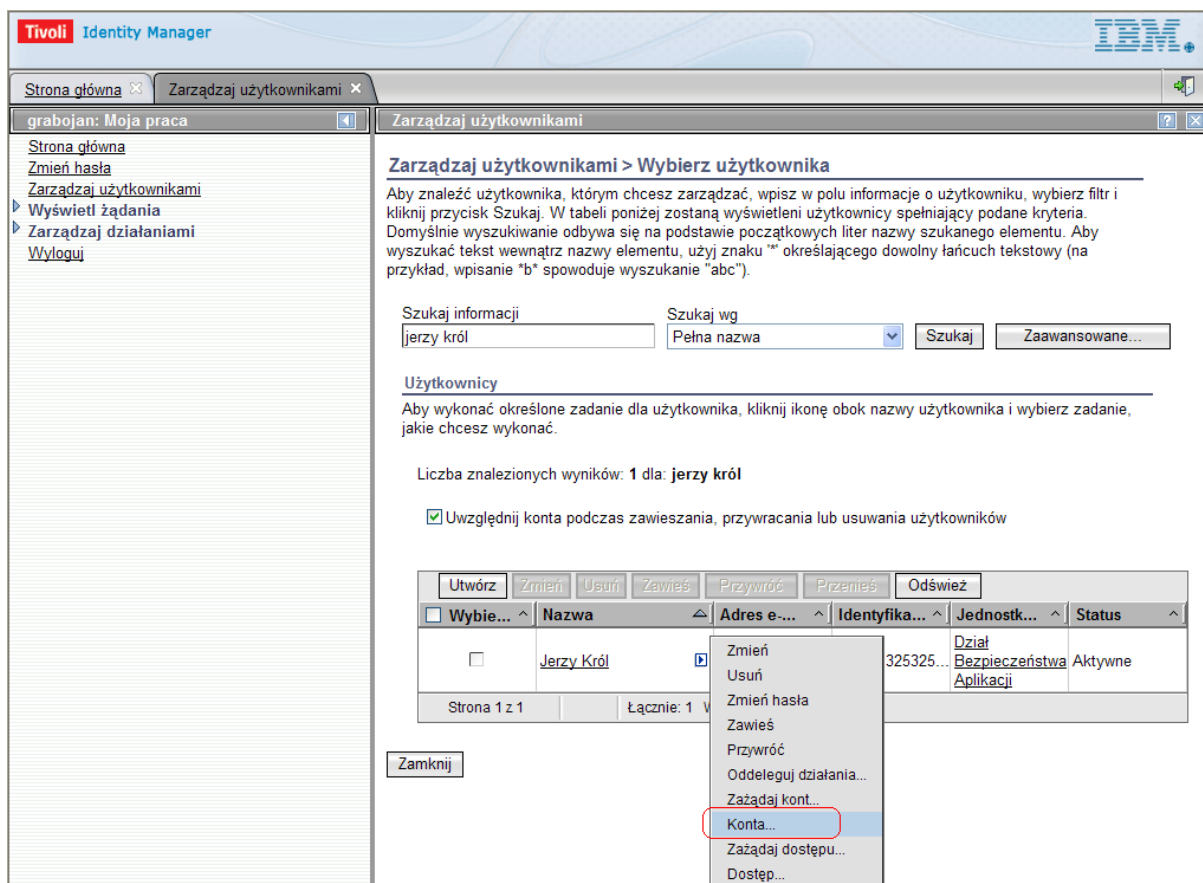 Tivoli Identity Manager
IBM.
Strona główna
Zarządzaj użytkownikami
grabojan: Moja praca
Strona główna
Zmień hasła
Zarządzaj użytkownikami
Wyświetl żądania
Zarządzaj działaniami
Wyloguj
Zarządzaj użytkownikami
Zarządzaj użytkownikami > Wybierz użytkownika
Aby znaleźć użytkownika, którym chcesz zarządzać, wpisz w polu informacje o użytkowniku, wybierz filtr i
kliknij przycisk Szukaj. W tabeli poniżej zostaną wyświetleni użytkownicy spełniający podane kryteria.
Domyślnie wyszukiwanie odbywa się na podstawie początkowych liter nazwy szukanego elementu. Aby
wyszukać tekst wewnątrz nazwy elementu, użyj znaku '*' określającego dowolny łańcuch tekstowy (na
przykład, wpisanie *b* spowoduje wyszukanie "abc").
Szukaj informacji Szukaj wg
jerzy król Pełna nazwa Szukaj Zaawansowane...
Użytkownicy
Aby wykonać określone zadanie dla użytkownika, kliknij ikonę obok nazwy użytkownika i wybierz zadanie,
jakie chcesz wykonać.
Liczba znalezionych wyników: 1 dla: jerzy król
Uwzględnij konta podczas zawieszania, przywracania lub usuwania użytkowników
Utwórz Zmień Usuń Zawieś Przywróć Przenieś Odśwież
Wybie... Nazwa Adres e-... Identyfika... Jednostk... Status
Jerzy Król 325325... Dział Bezpieczeństwa Aplikacji Aktywne
Strona 1 z 1 Łącznie: 1
Zmień
Usuń
Zmień hasła
Zawieś
Przywróć
Oddeleguj działania...
Zażądaj kont...
Konta...
Zażądaj dostępu...
Dostęp...
Zamknij